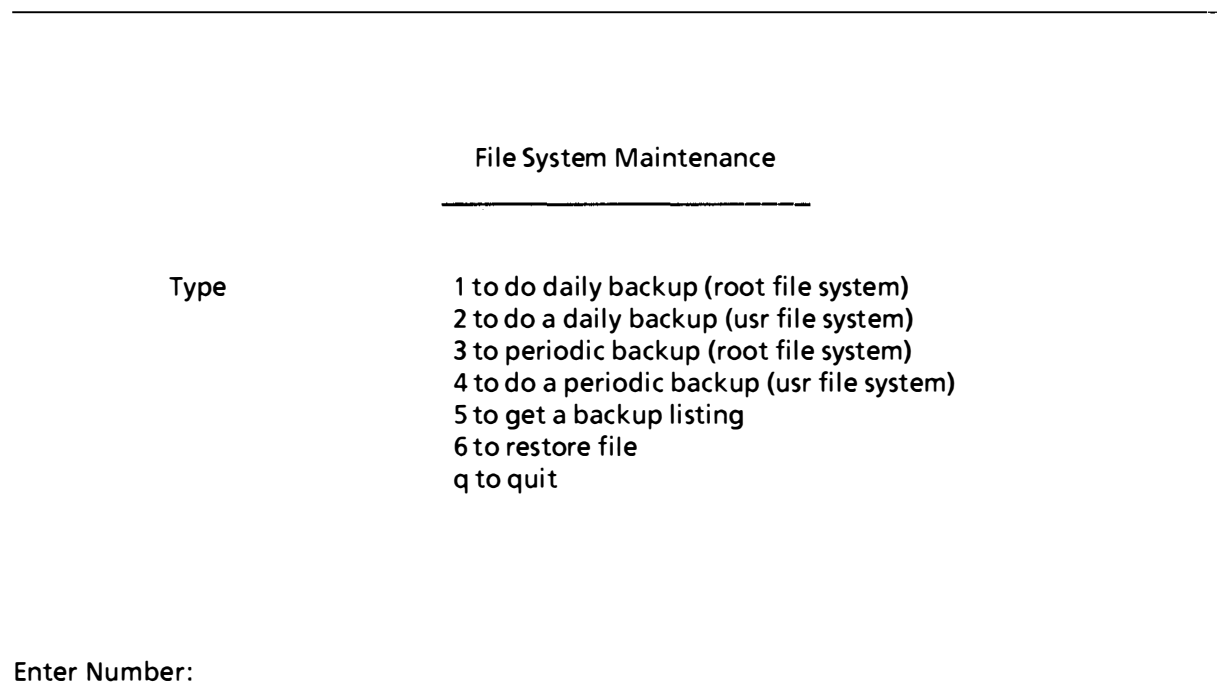 File System Maintenance
Type 1 to do daily backup (root file system)
2 to do a daily backup (usr file system)
3 to periodic backup (root file system)
4 to do a periodic backup (usr file system)
5 to get a backup listing
6 to restore file
q to quit
Enter Number: